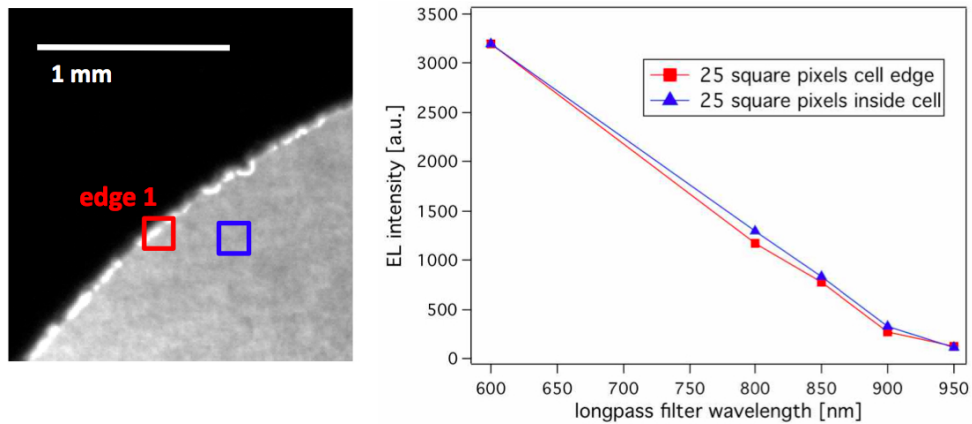 1 mm
edge 1
3500
3000
2500
2000
1500
1000
500
0
EL intensity [a.u.]
25 square pixels cell edge
25 square pixels inside cell
600 650 700 750 800 850 900 950
longpass filter wavelength [nm]